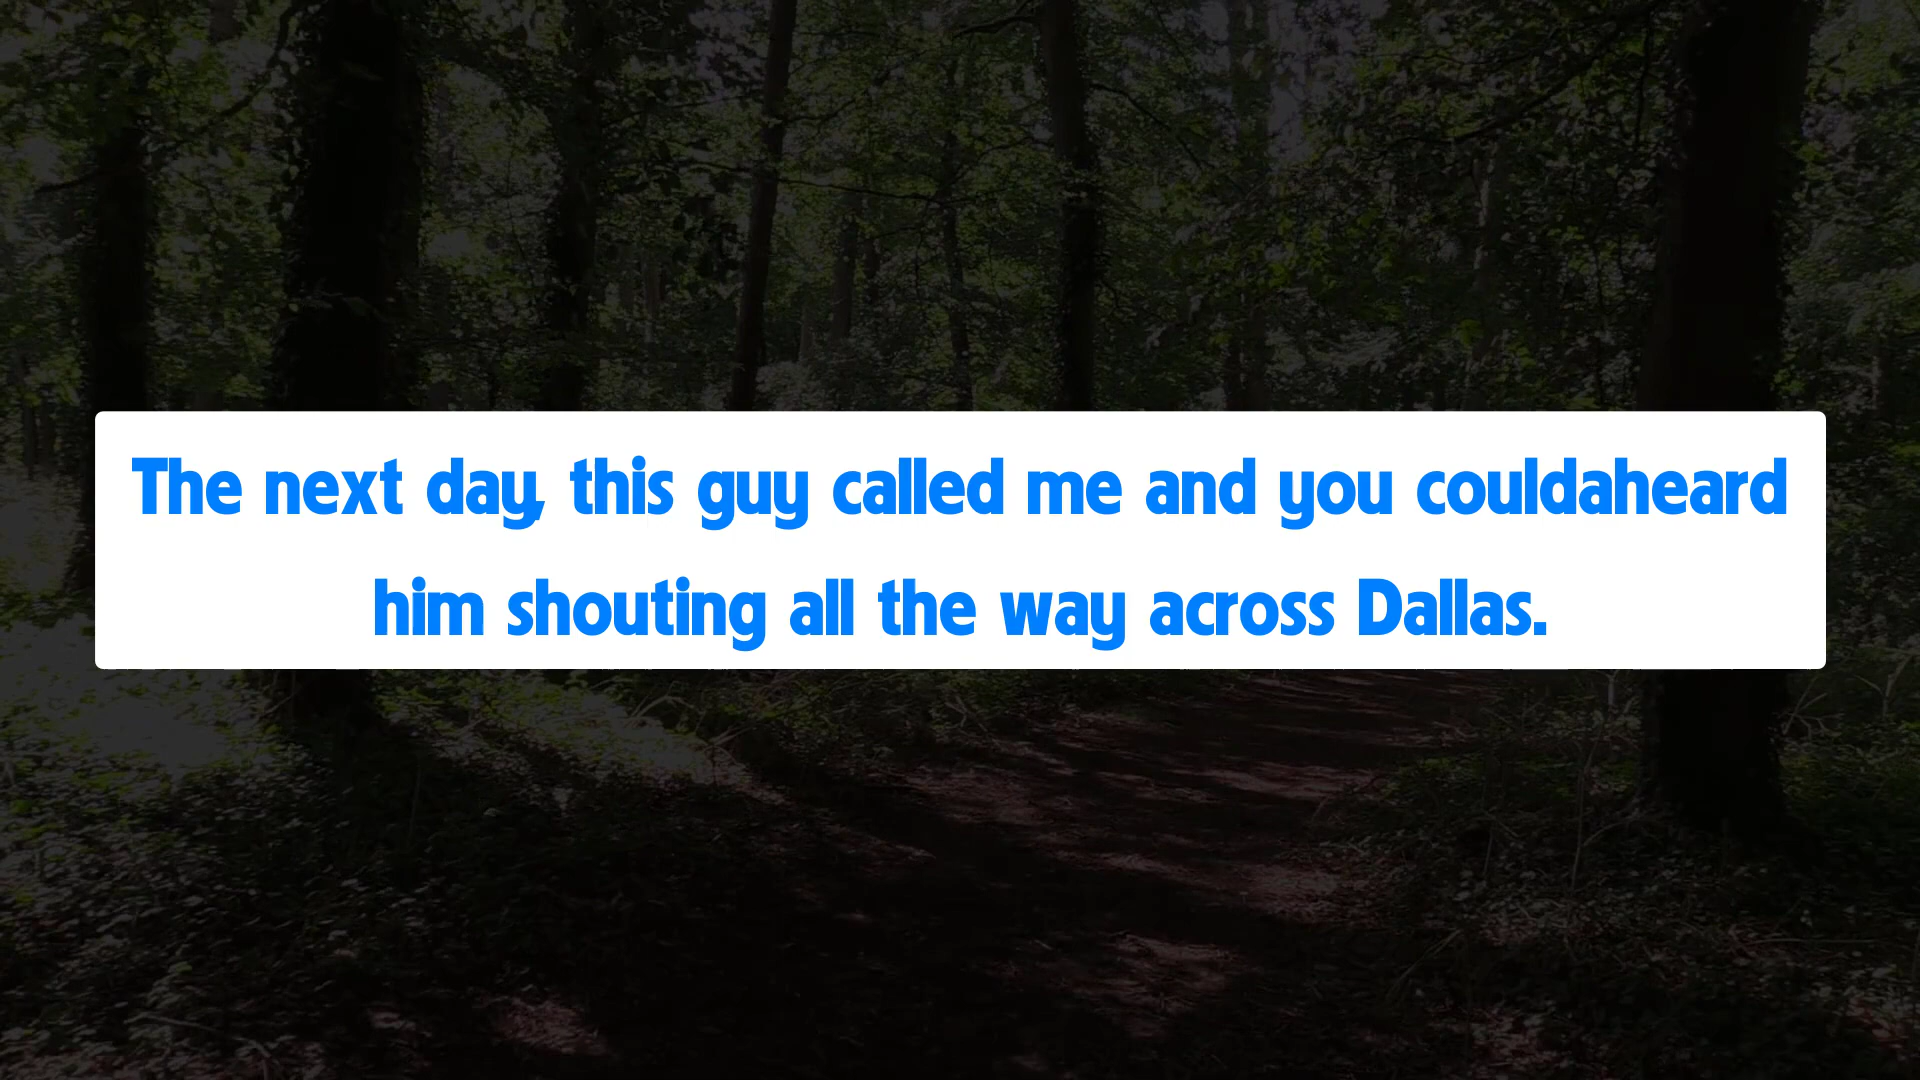 The next day, this guy called me and you couldaheard
him shouting all the way across Dallas.